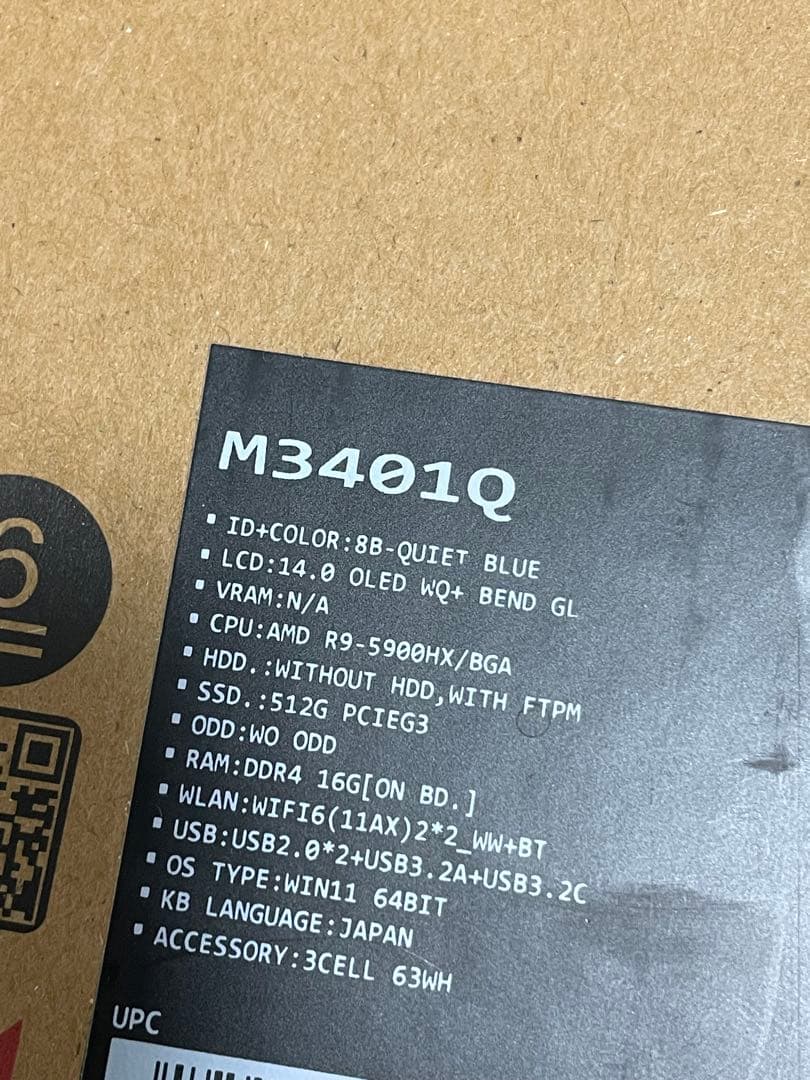 M3401Q
▪ ID+COLOR:8B-QUIET BLUE
▪ LCD:14.0 OLED WQ+ BEND GL
▪ VRAM:N/A
▪ CPU:AMD R9-5900HX/BGA
▪ HDD.:WITHOUT HDD,WITH FTPM
▪ SSD.:512G PCIEG3
▪ ODD:WO ODD
▪ RAM:DDR4 16G[ON BD.]
▪ WLAN:WIFI6(11AX)2*2_WW+BT
▪ USB:USB2.0*2+USB3.2A+USB3.2C
▪ OS TYPE:WIN11 64BIT
▪ KB LANGUAGE:JAPAN
▪ ACCESSORY:3CELL 63WH
UPC
6